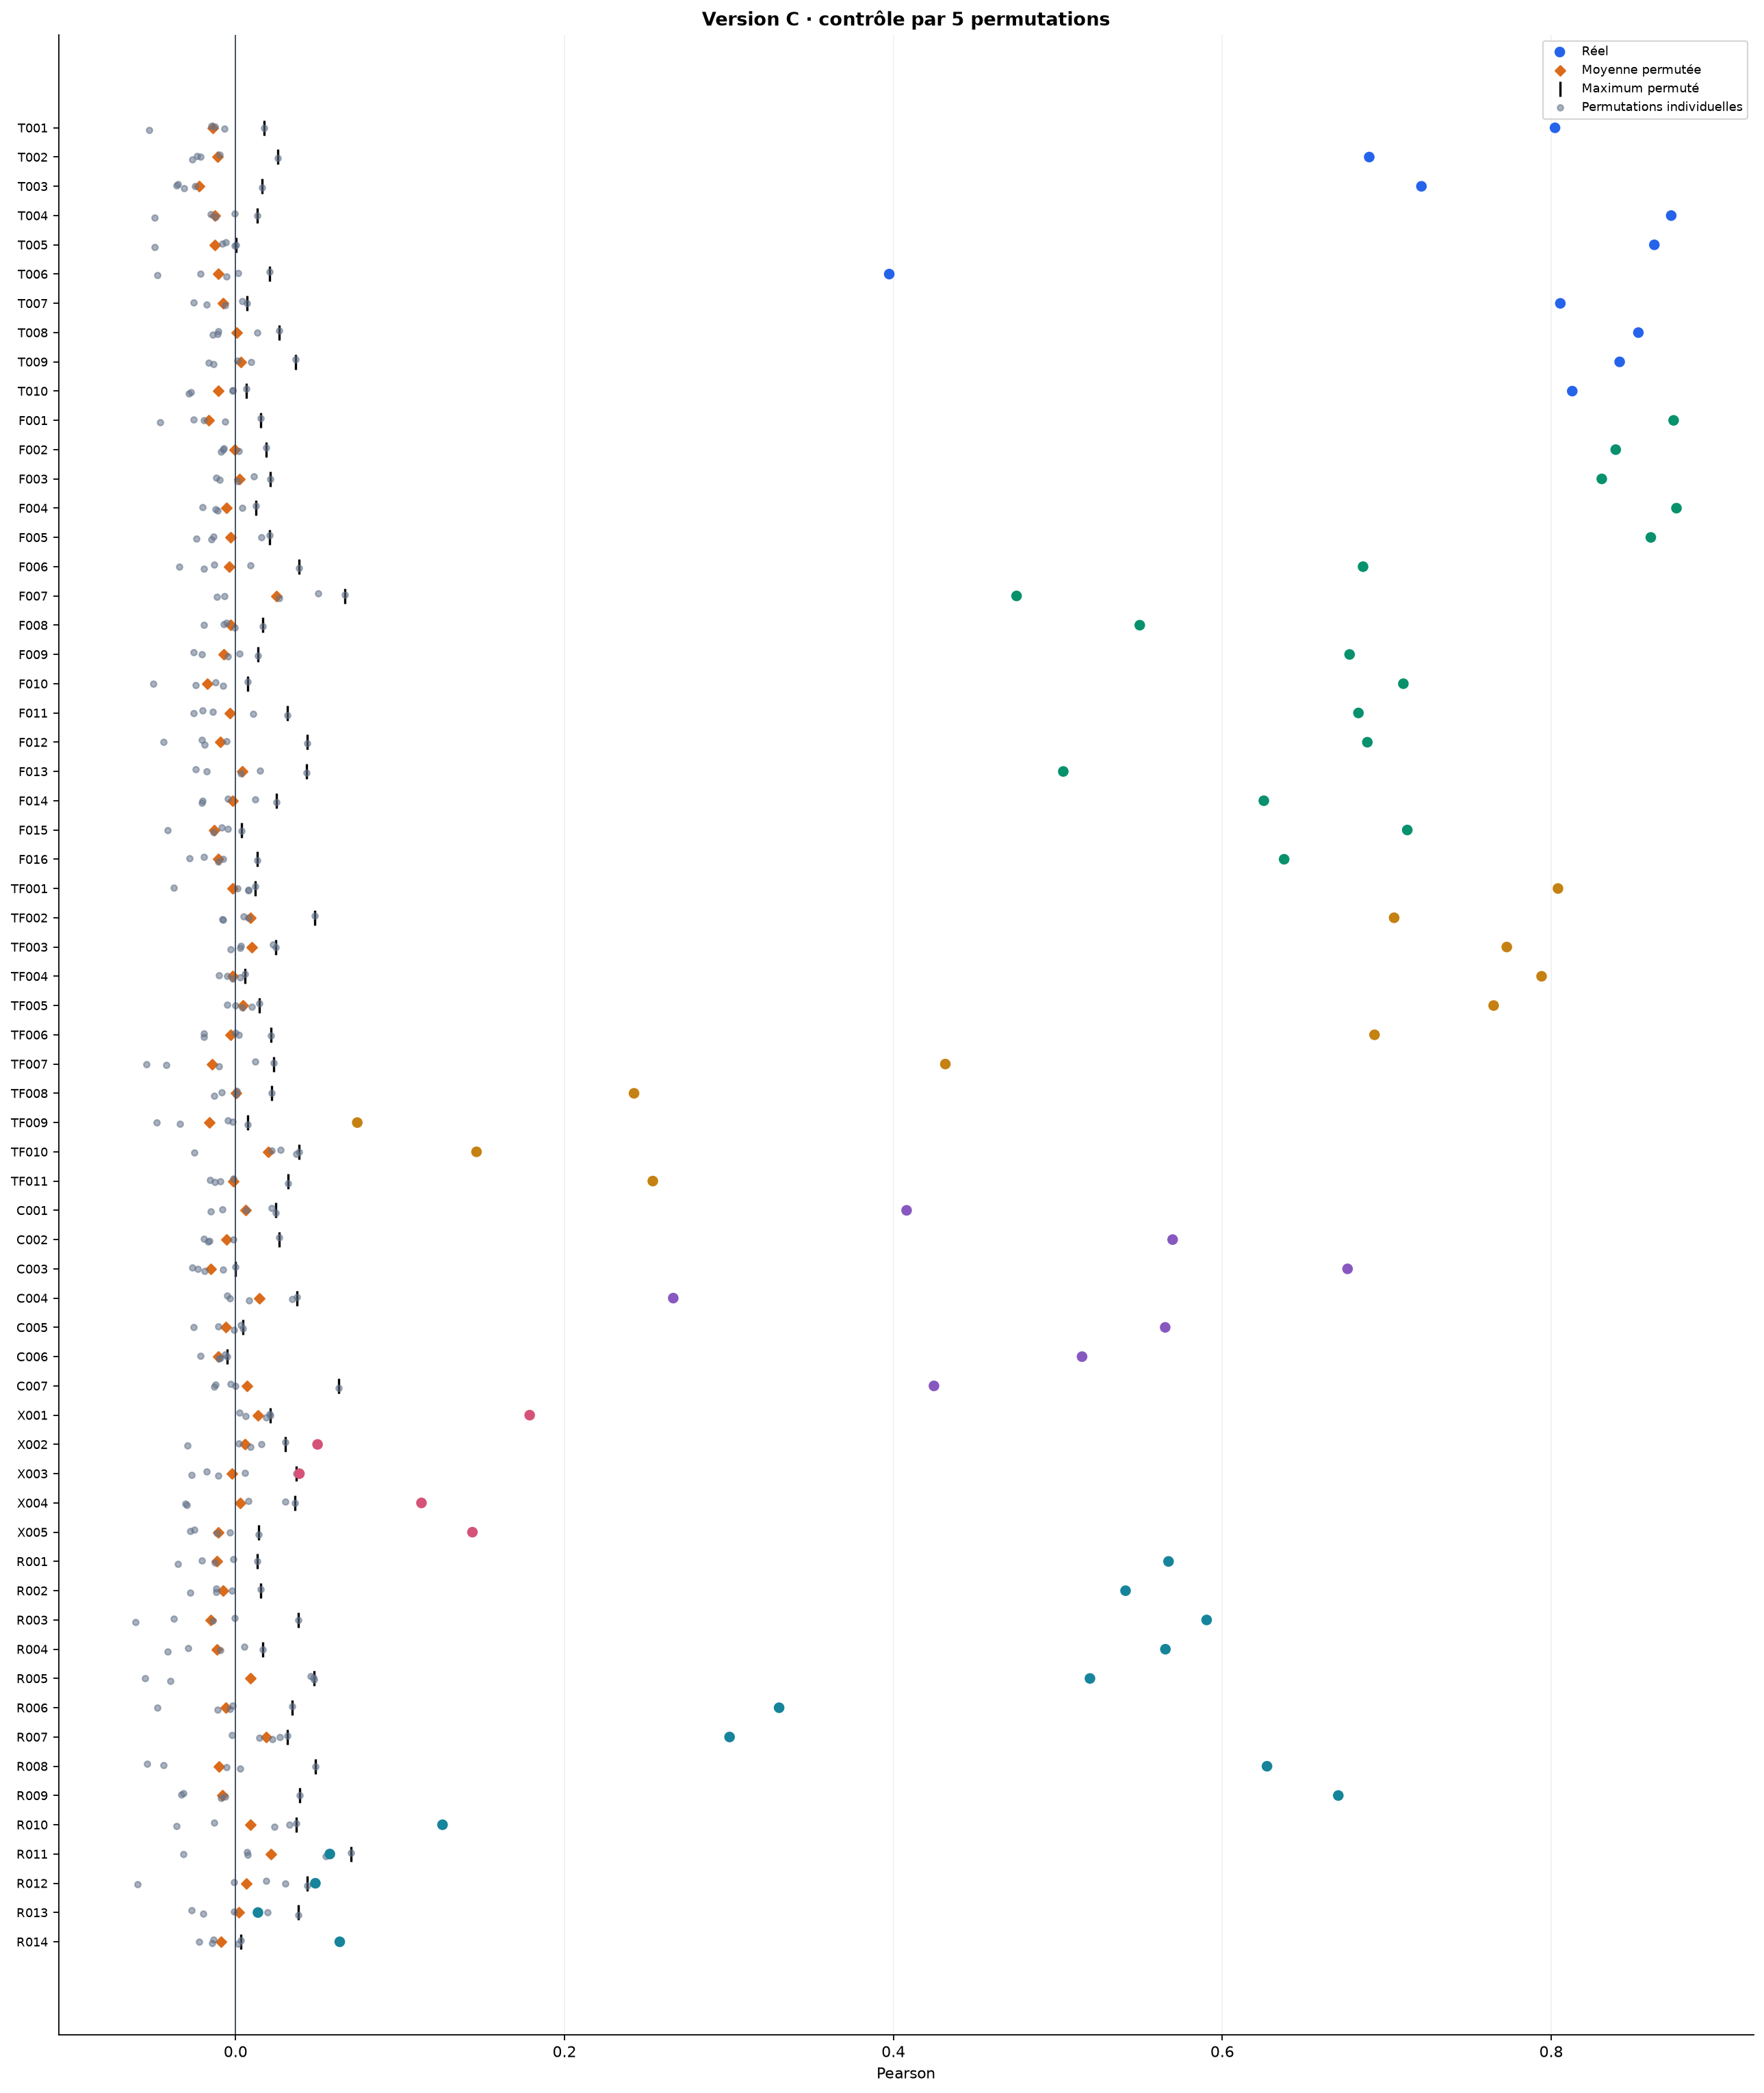 Version C · contrôle par 5 permutations
Réel
Moyenne permutée
Maximum permuté
Permutations individuelles
T001
T002
T003
T004
T005
T006
T007
T008
T009
T010
F001
F002
F003
F004
F005
F006
F007
F008
F009
F010
F011
F012
F013
F014
F015
F016
TF001
TF002
TF003
TF004
TF005
TF006
TF007
TF008
TF009
TF010
TF011
C001
C002
C003
C004
C005
C006
C007
X001
X002
X003
X004
X005
R001
R002
R003
R004
R005
R006
R007
R008
R009
R010
R011
R012
R013
R014
0.0 0.2 0.4 0.6 0.8
Pearson